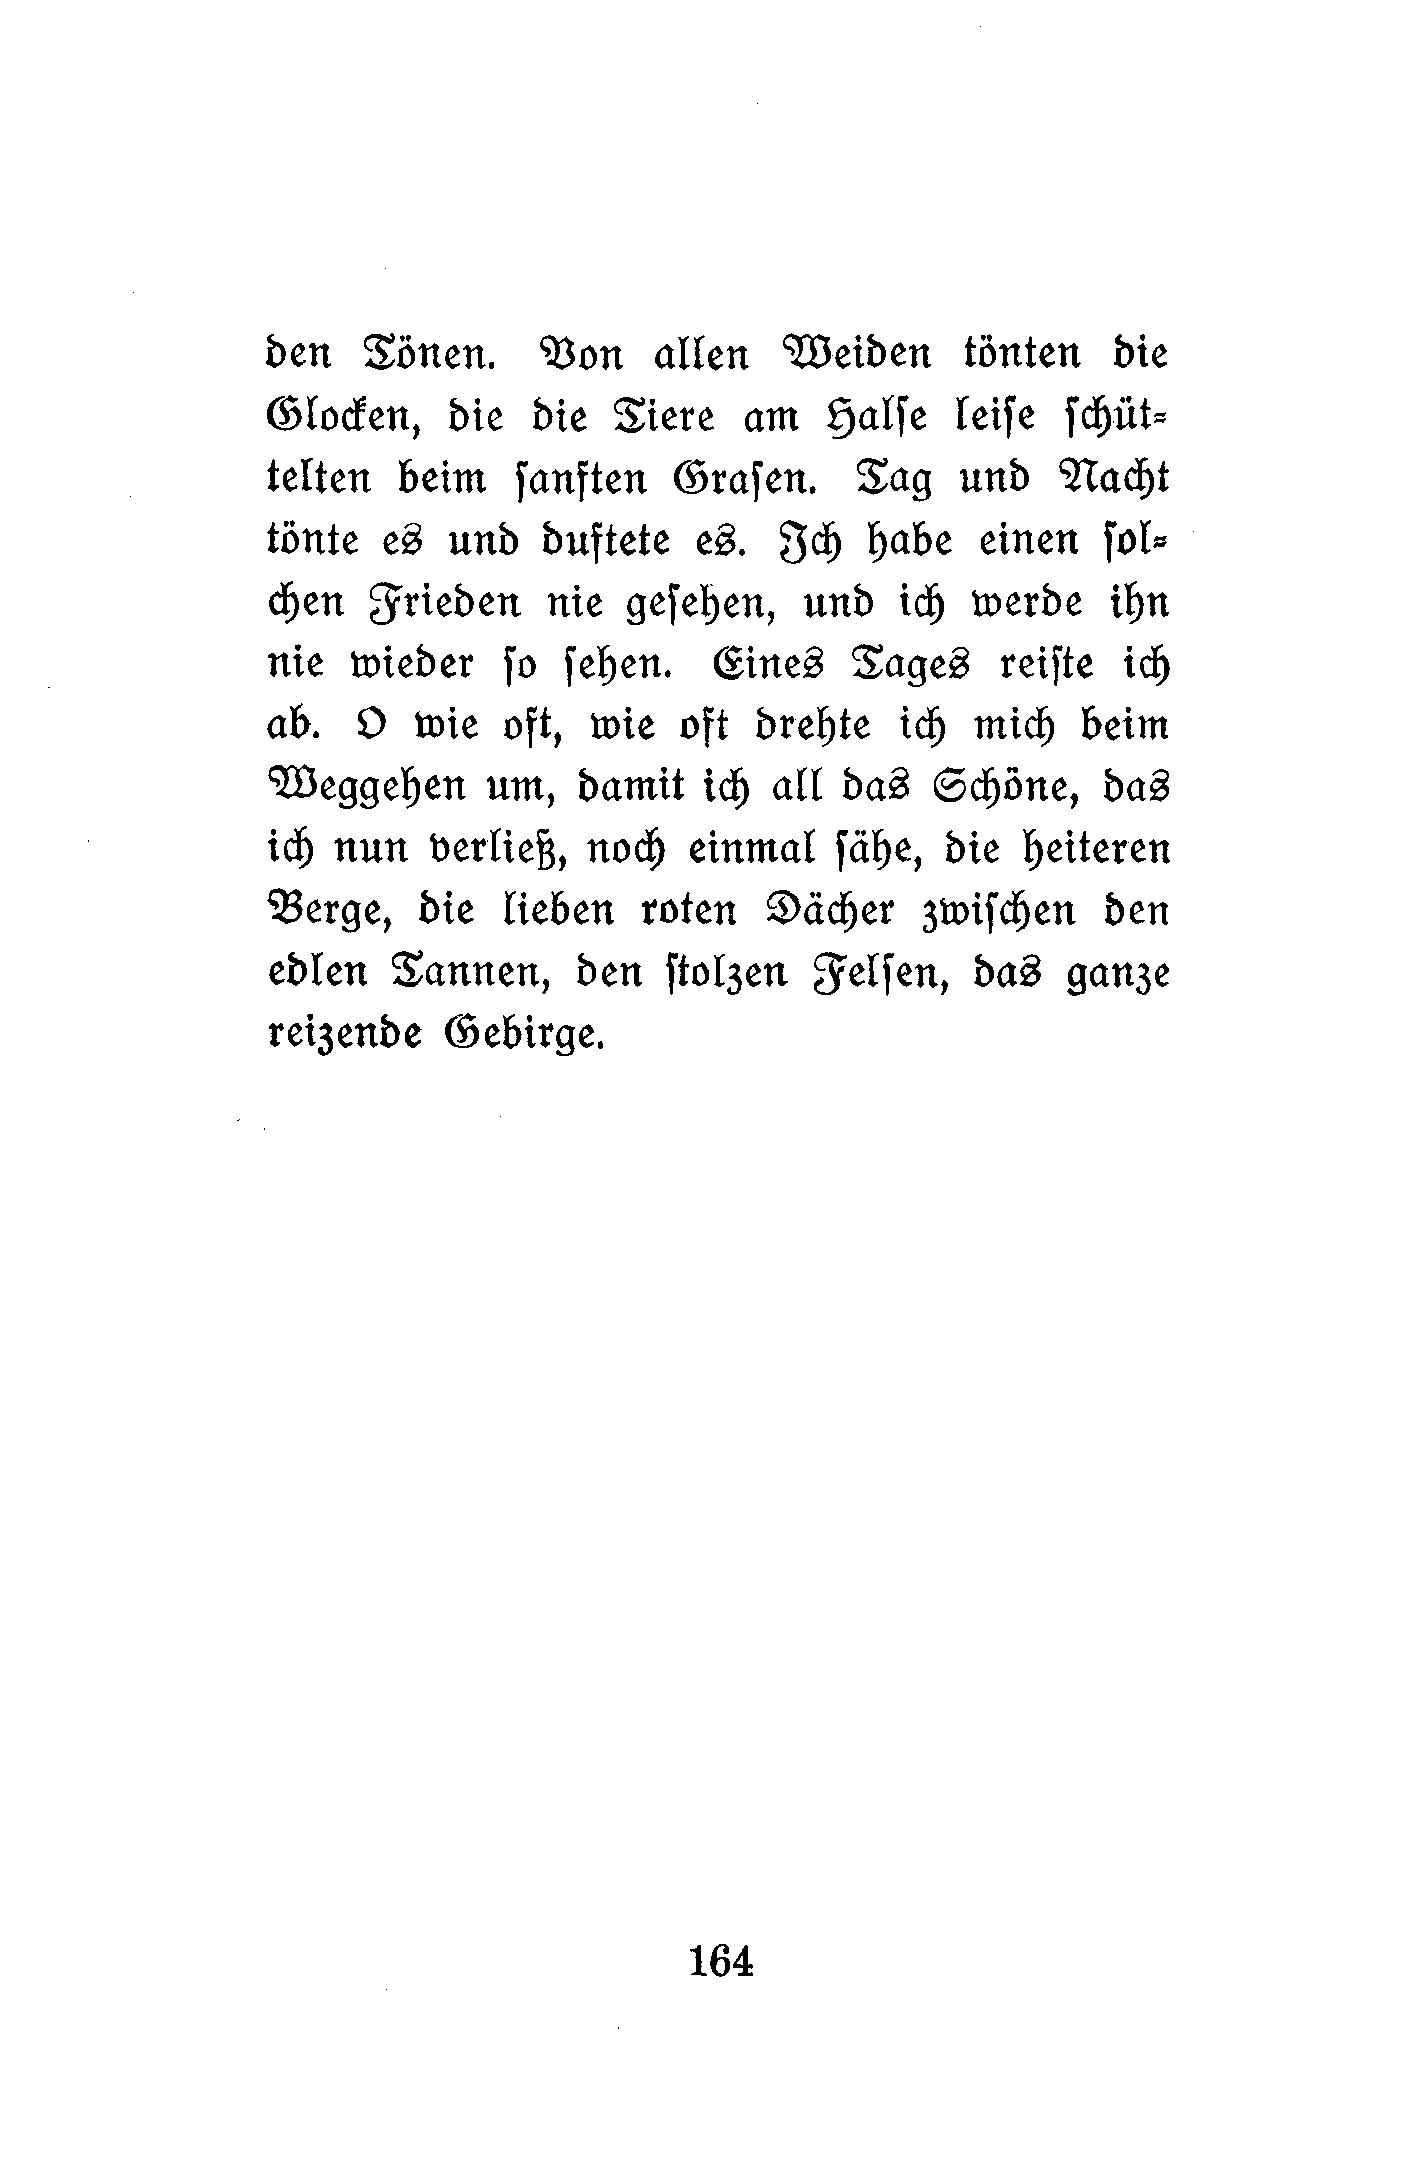 den Tönen. Von allen Weiden tönten die
Glocken, die die Tiere am Halſe leiſe ſchüt⸗
telten beim ſanften Graſen. Tag und Nacht
tönte es und duftete es. Ich habe einen ſol⸗
chen Frieden nie geſehen, und ich werde ihn
nie wieder ſo ſehen. Eines Tages reiſte ich
ab. O wie oft, wie oft drehte ich mich beim
Weggehen um, damit ich all das Schöne, das
ich nun verließ, noch einmal ſähe, die heiteren
Berge, die lieben roten Dächer zwiſchen den
edlen Tannen, den ſtolzen Felſen, das ganze
reizende Gebirge.
164